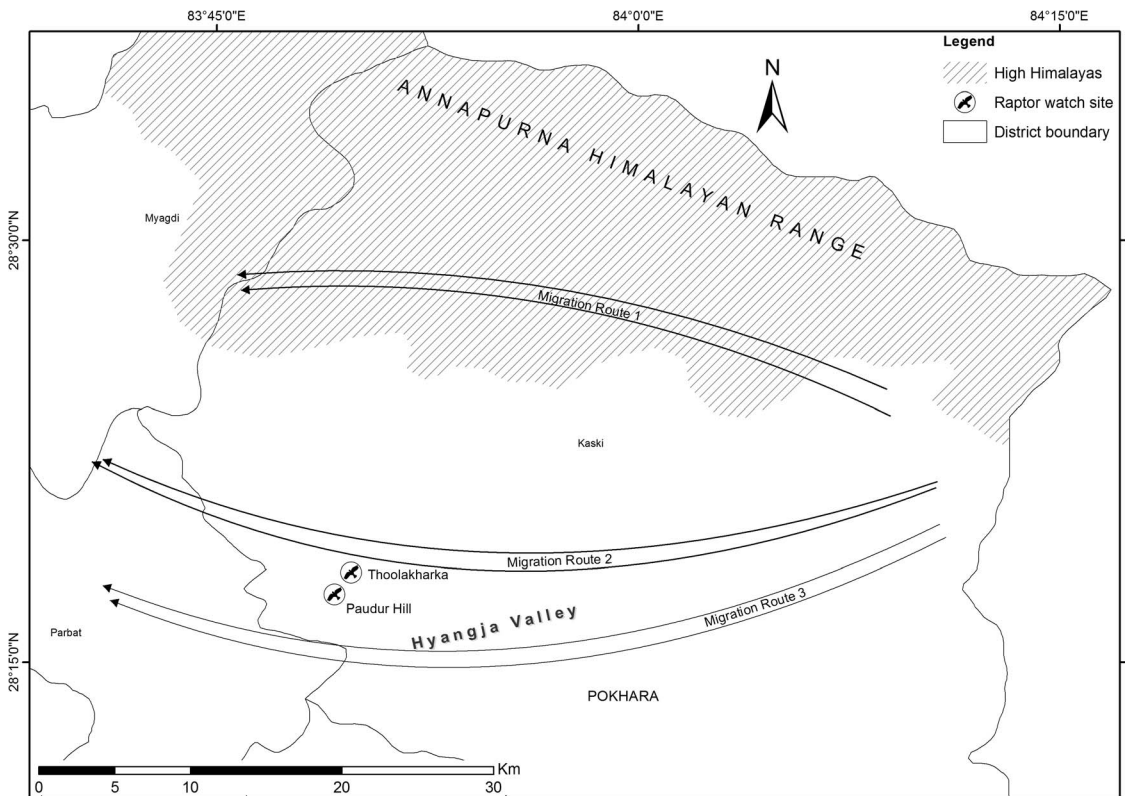 83°45'0"E
84°0'0"E
84°15'0"E
Legend
High Himalayas
Raptor watch site
District boundary
N
ANNAPURNA HIMALAYAN RANGE
Myagdi
28°30'0"N
Migration Route 1
Kaski
Migration Route 2
Thoolakharka
Paudur Hill
Migration Route 3
Hyangja Valley
Parbat
28°15'0"N
POKHARA
Km
0 5 10 20 30